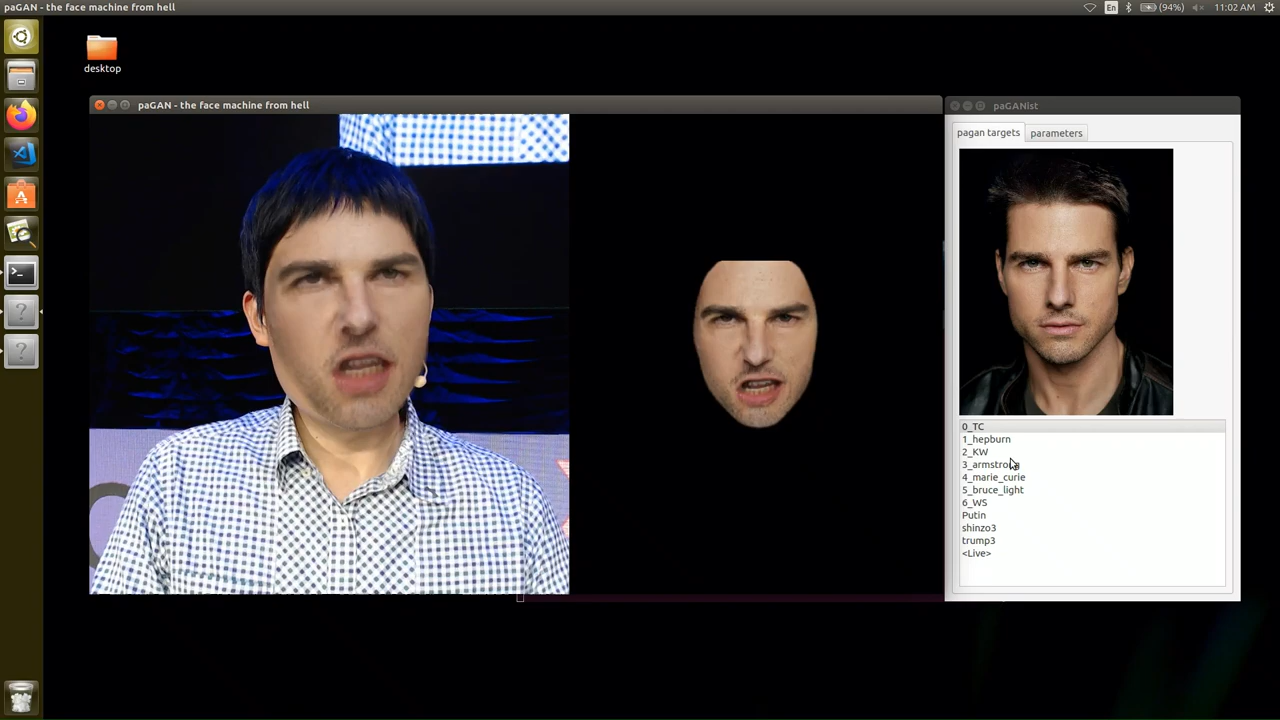 paGAN - the face machine from hell
En
(94%)
11:02 AM
desktop
paGAN - the face machine from hell
paGANist
pagan targets
parameters
0_TC
1_hepburn
2_KW
3_armstrong
4_marie_curie
5_bruce_light
6_WS
Putin
shinzo3
trump3
<Live>